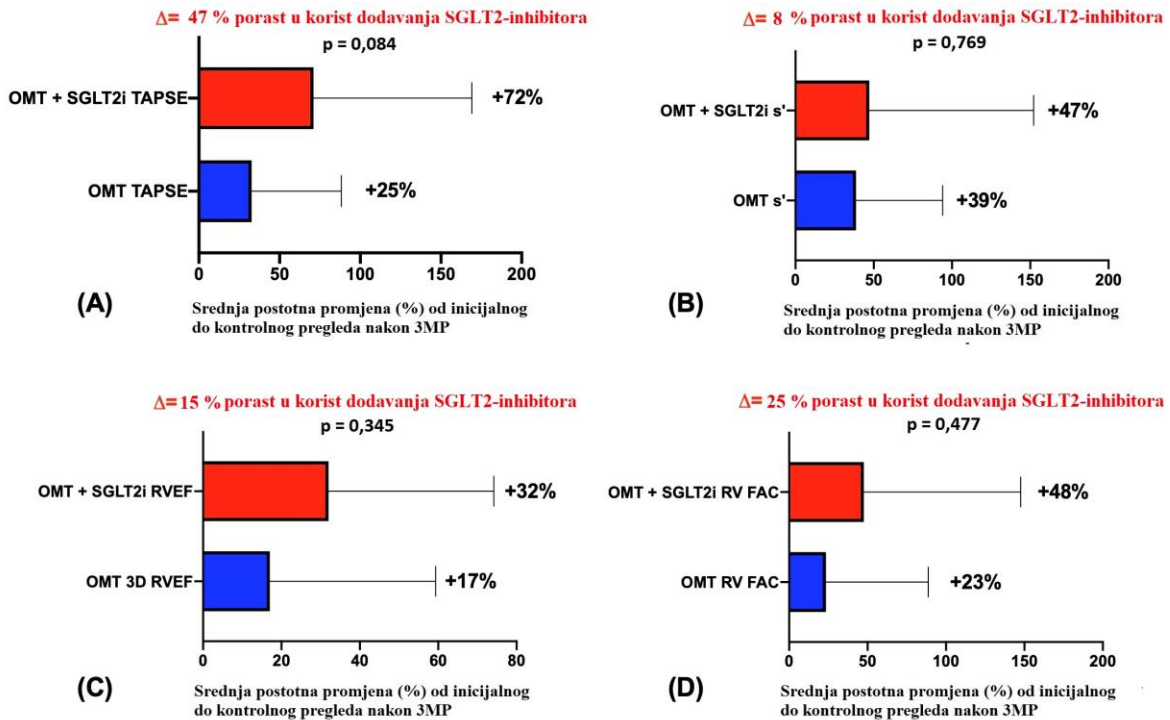 Δ= 47 % porast u korist dodavanja SGLT2-inhibitora
p = 0,084
OMT + SGLT2i TAPSE
+72%
OMT TAPSE
+25%
0 50 100 150 200
(A)
Srednja postotna promjena (%) od inicijalnog
do kontrolnog pregleda nakon 3MP
Δ= 8 % porast u korist dodavanja SGLT2-inhibitora
p = 0,769
OMT + SGLT2i s'
+47%
OMT s'
+39%
0 50 100 150 200
(B)
Srednja postotna promjena (%) od inicijalnog
do kontrolnog pregleda nakon 3MP
Δ= 15 % porast u korist dodavanja SGLT2-inhibitora
p = 0,345
OMT + SGLT2i RVEF
+32%
OMT 3D RVEF
+17%
0 20 40 60 80
(C)
Srednja postotna promjena (%) od inicijalnog
do kontrolnog pregleda nakon 3MP
Δ= 25 % porast u korist dodavanja SGLT2-inhibitora
p = 0,477
OMT + SGLT2i RV FAC
+48%
OMT RV FAC
+23%
0 50 100 150 200
(D)
Srednja postotna promjena (%) od inicijalnog
do kontrolnog pregleda nakon 3MP